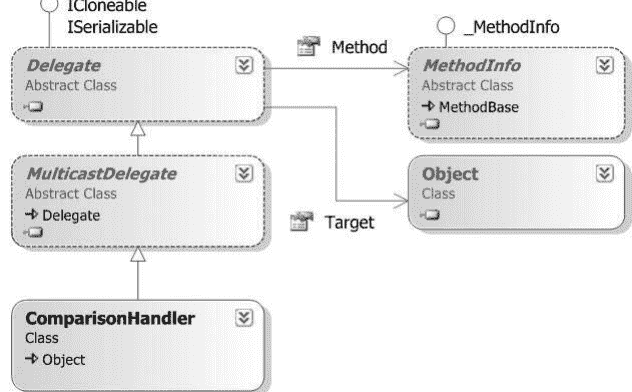 ICloneable
ISerializable
Delegate
Abstract Class
Method
_MethodInfo
MethodInfo
Abstract Class
MethodBase
MulticastDelegate
Abstract Class
Delegate
Target
Object
Class
ComparisonHandler
Class
Object